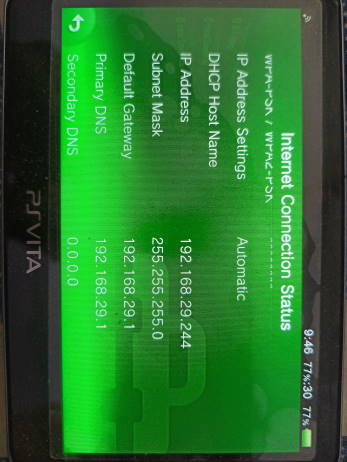 9:46 77%:30 77%
Internet Connection Status
WPA-PSK / WPA2-PSK
IP Address Settings Automatic
DHCP Host Name
IP Address 192.168.29.244
Subnet Mask 255.255.255.0
Default Gateway 192.168.29.1
Primary DNS 192.168.29.1
Secondary DNS 0.0.0.0
PSVITA